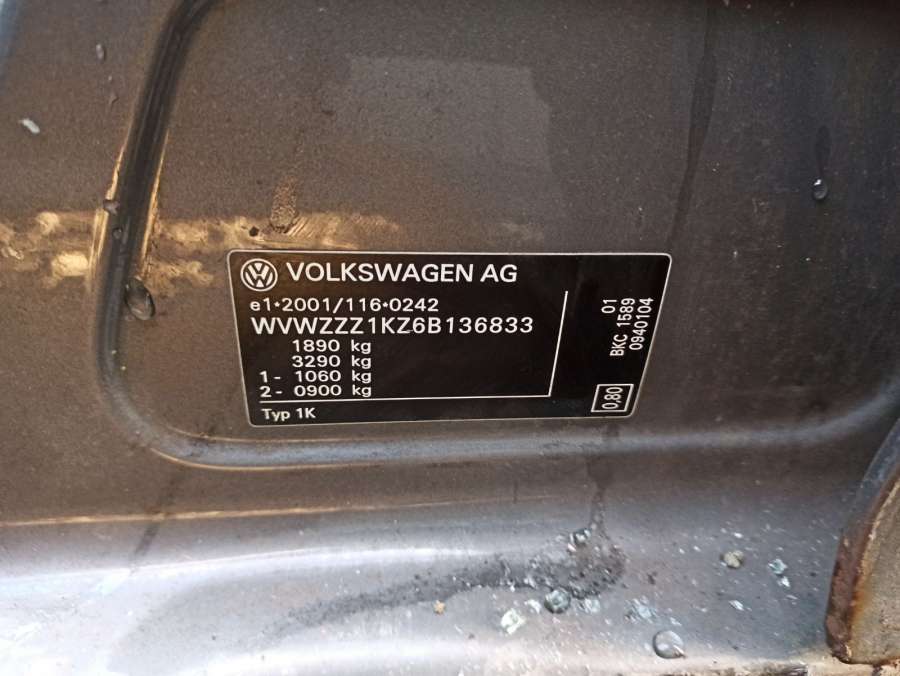 VOLKSWAGEN AG
e1*2001/116*0242
WVWZZZ1KZ6B136833
1890 kg
3290 kg
1 - 1060 kg
2 - 0900 kg
Typ 1K
01
BKC 1589
0940104
0,80